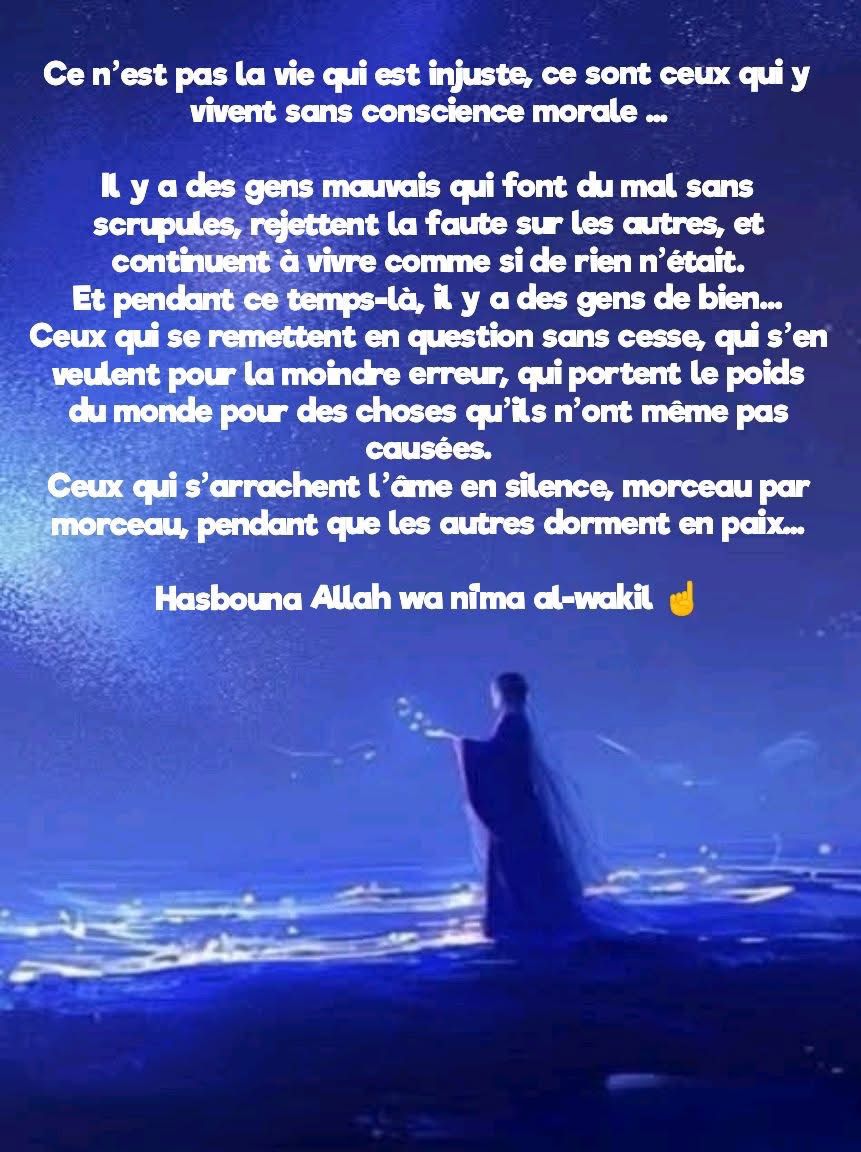 Ce n’est pas la vie qui est injuste, ce sont ceux qui y
vivent sans conscience morale ...
Il y a des gens mauvais qui font du mal sans
scrupules, rejettent la faute sur les autres, et
continuent à vivre comme si de rien n’était.
Et pendant ce temps-là, il y a des gens de bien...
Ceux qui se remettent en question sans cesse, qui s’en
veulent pour la moindre erreur, qui portent le poids
du monde pour des choses qu’ils n’ont même pas
causées.
Ceux qui s’arrachent l’âme en silence, morceau par
morceau, pendant que les autres dorment en paix...
Hasbouna Allah wa ni'ma al-wakil ☝️